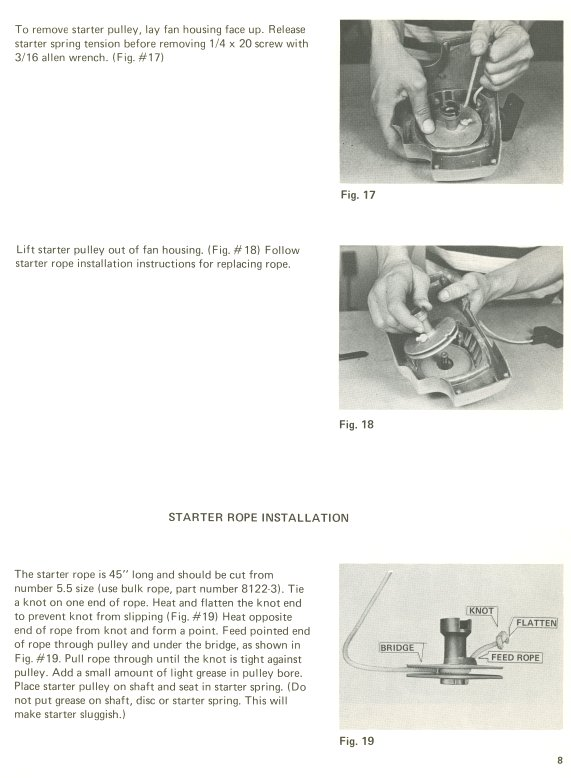 To remove starter pulley, lay fan housing face up. Release
starter spring tension before removing 1/4 x 20 screw with
3/16 allen wrench. (Fig. #17)
Fig. 17
Lift starter pulley out of fan housing. (Fig. #18) Follow
starter rope installation instructions for replacing rope.
Fig. 18
STARTER ROPE INSTALLATION
The starter rope is 45’’ long and should be cut from
number 5.5 size (use bulk rope, part number 8122-3). Tie
a knot on one end of rope. Heat and flatten the knot end
to prevent knot from slipping (Fig. #19) Heat opposite
end of rope from knot and form a point. Feed pointed end
of rope through pulley and under the bridge, as shown in
Fig. #19. Pull rope through until the knot is tight against
pulley. Add a small amount of light grease in pulley bore.
Place starter pulley on shaft and seat in starter spring. (Do
not put grease on shaft, disc or starter spring. This will
make starter sluggish.)
KNOT
FLATTEN
BRIDGE
FEED ROPE
Fig. 19
8